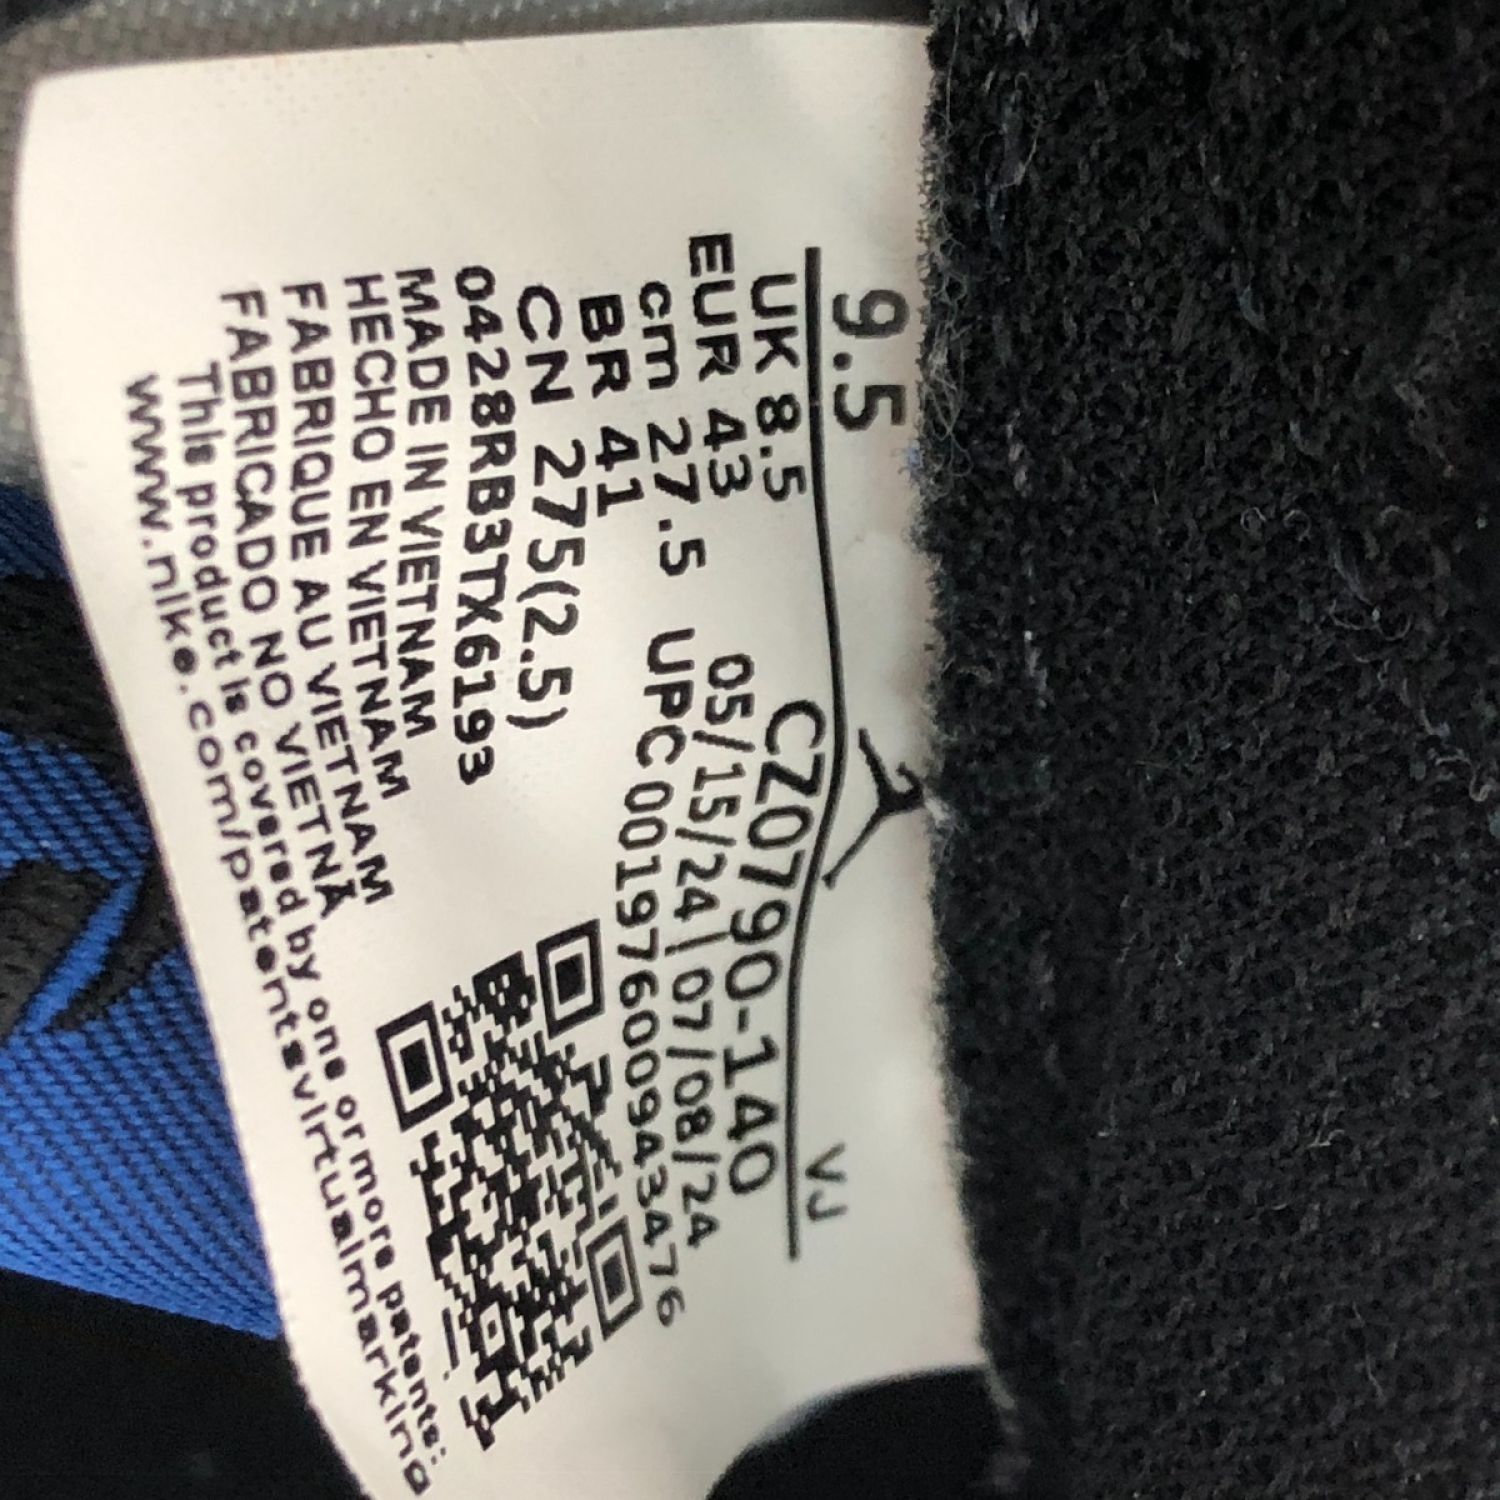 9.5
VJ
UK 8.5 CZ0790-140
EUR 43 05/15/24|07/08/24
cm 27.5 UPC001976009434​76
BR 41
CN 275(2.5)
0428RB3TX6193
MADE IN VIETNAM
HECHO EN VIETNAM
FABRIQUE AU VIETNAM
FABRICADO NO VIETNÃ
This product is covered by one or more patents:
www.nike.com/patentsvirtualmarking